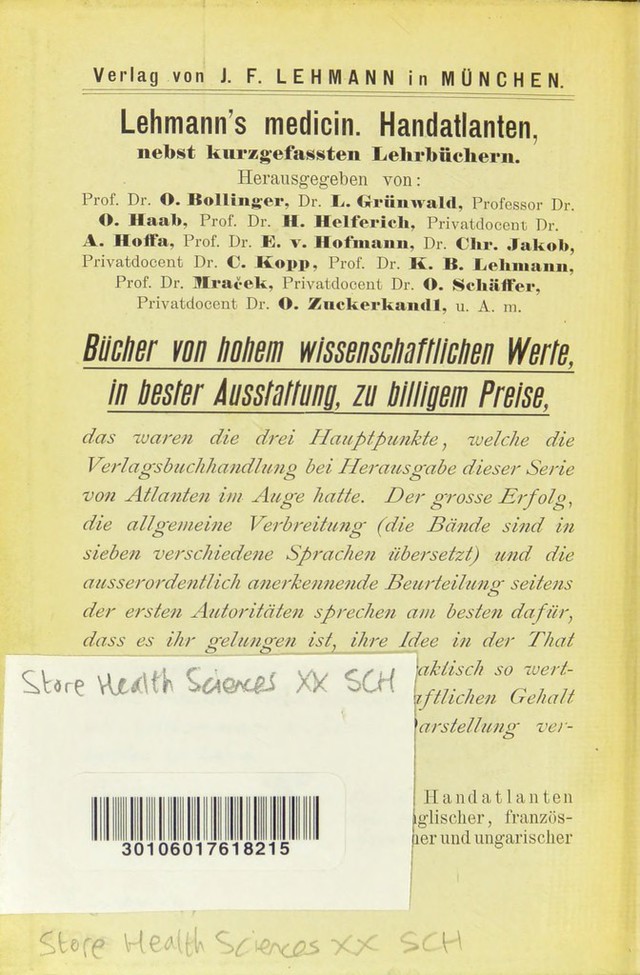 Verlag von J. F. LEHMANN in MÜNCHEN.
Lehmann's medicin. Handatlanten,
nebst kurzgefassten Lehrbüchern.
Herausgegeben von:
Prof. Dr. O. Bollinger, Dr. L. Grünwald, Professor Dr.
O. Haab, Prof. Dr. H. Helferich, Privatdocent Dr.
A. Hoffa, Prof. Dr. E. v. Hofmann, Dr. Chr. Jakob,
Privatdocent Dr. C. Kopp, Prof. Dr. K. B. Lehmann,
Prof. Dr. Mraček, Privatdocent Dr. O. Schäffer,
Privatdocent Dr. O. Zuckerkandl, u. A. m.
Bücher von hohem wissenschaftlichen Werte,
in bester Ausstattung, zu billigem Preise,
das waren die drei Hauptpunkte, welche die
Verlagsbuchhandlung bei Herausgabe dieser Serie
von Atlanten im Auge hatte. Der grosse Erfolg,
die allgemeine Verbreitung (die Bände sind in
sieben verschiedene Sprachen übersetzt) und die
ausserordentlich anerkennende Beurteilung seitens
der ersten Autoritäten sprechen am besten dafür,
dass es ihr gelungen ist, ihre Idee in der That
aktisch so wert-
ftlichen Gehalt
arstellung ver-
Handatlanten
glischer, französ-
er und ungarischer
Store Health Sciences XX SCH
30106017618215
Store Health Sciences XX SCH